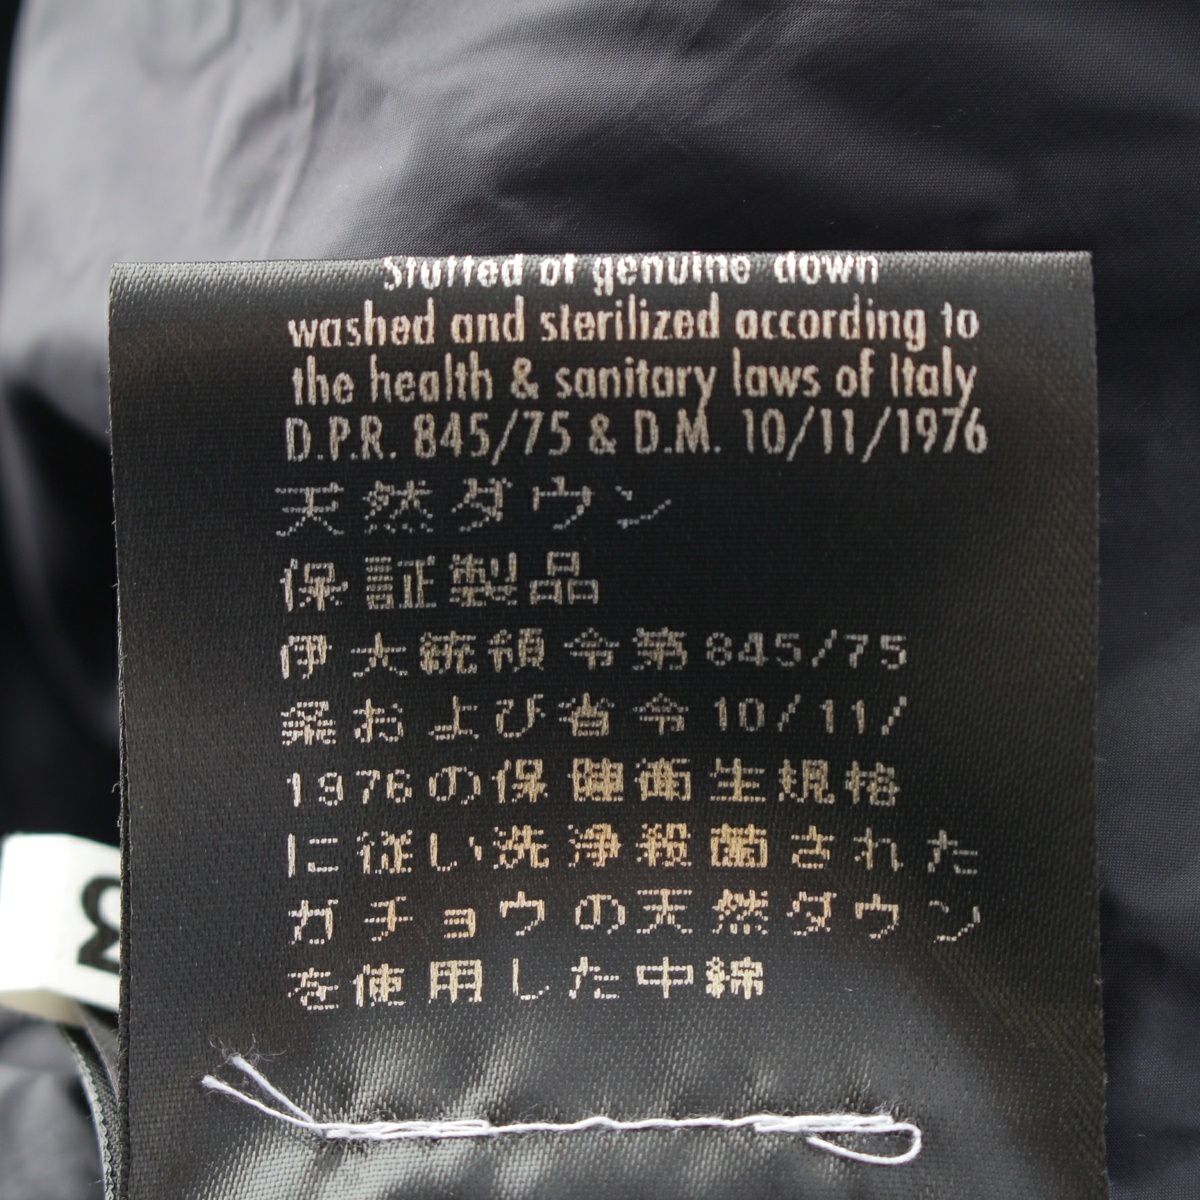 Stuffed of genuine down
washed and sterilized according to
the health & sanitary laws of Italy
D.P.R. 845/75 & D.M. 10/11/1976
天然ダウン
保証製品
伊大統領令第845/75
条および省令10/11/
1976の保健衛生規格
に従い洗浄殺菌された
ガチョウの天然ダウン
を使用した中綿